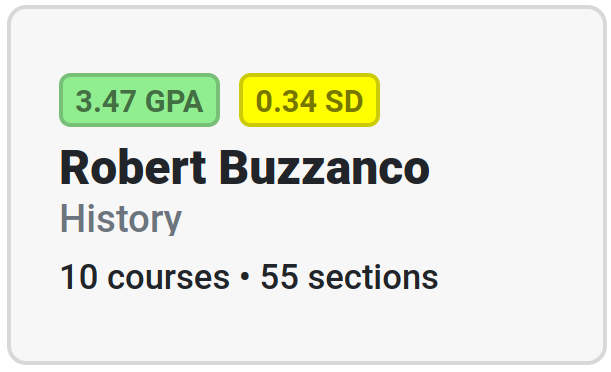 3.47 GPA 0.34 SD
Robert Buzzanco
History
10 courses • 55 sections